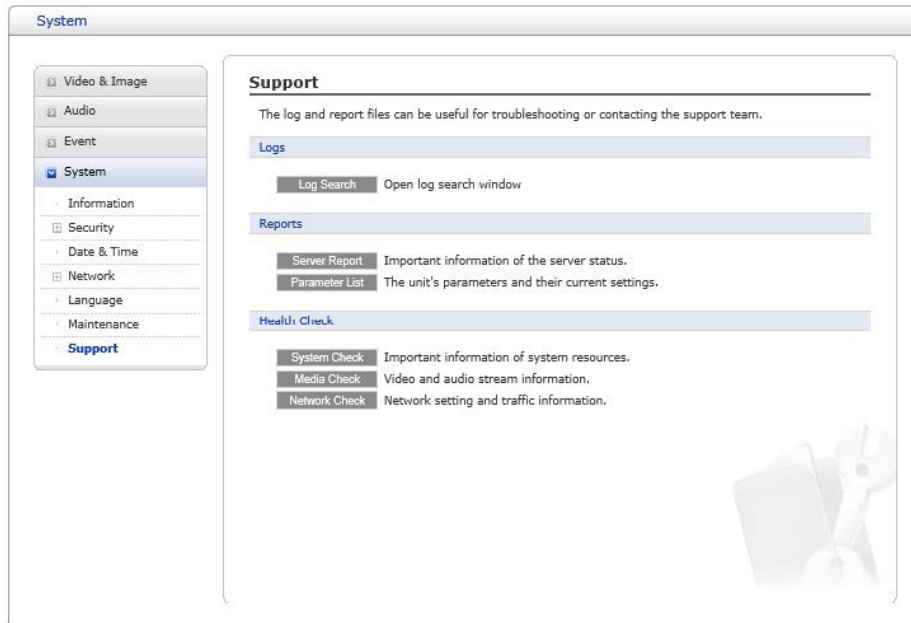 System
Video & Image
Audio
Event
System
Information
Security
Date & Time
Network
Language
Maintenance
Support
Support
The log and report files can be useful for troubleshooting or contacting the support team.
Logs
Log Search Open log search window
Reports
Server Report Important information of the server status.
Parameter List The unit's parameters and their current settings.
Health Check
System Check Important information of system resources.
Media Check Video and audio stream information.
Network Check Network setting and traffic information.